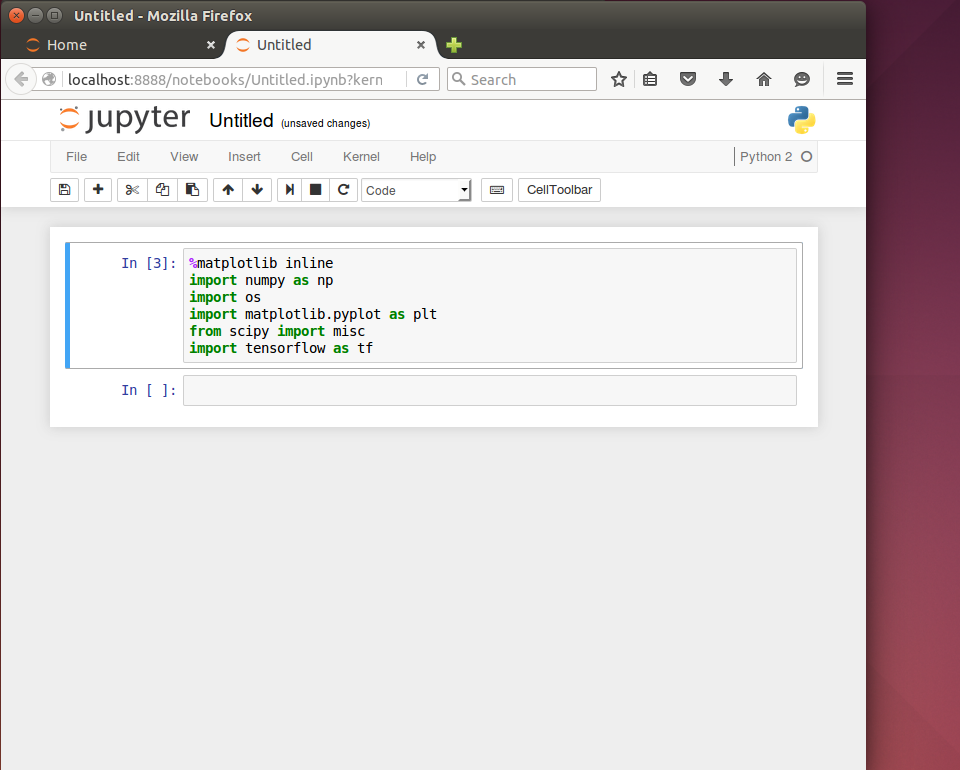 Untitled - Mozilla Firefox
Home
Untitled
localhost:8888/notebooks/Untitled.ipynb?kern
Search
jupyter Untitled (unsaved changes)
File Edit View Insert Cell Kernel Help Python 2
Code CellToolbar
In [3]: %matplotlib inline
import numpy as np
import os
import matplotlib.pyplot as plt
from scipy import misc
import tensorflow as tf
In [ ]: